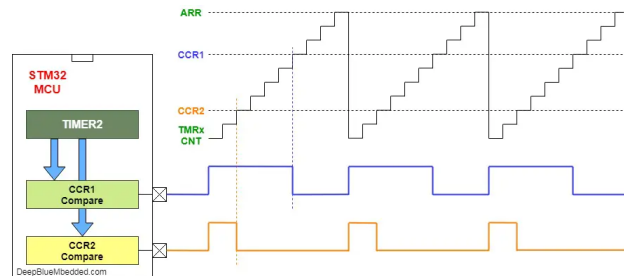 ARR
CCR1
CCR2
TMRx
CNT
STM32
MCU
TIMER2
CCR1
Compare
CCR2
Compare
DeepBlueMbedded.com